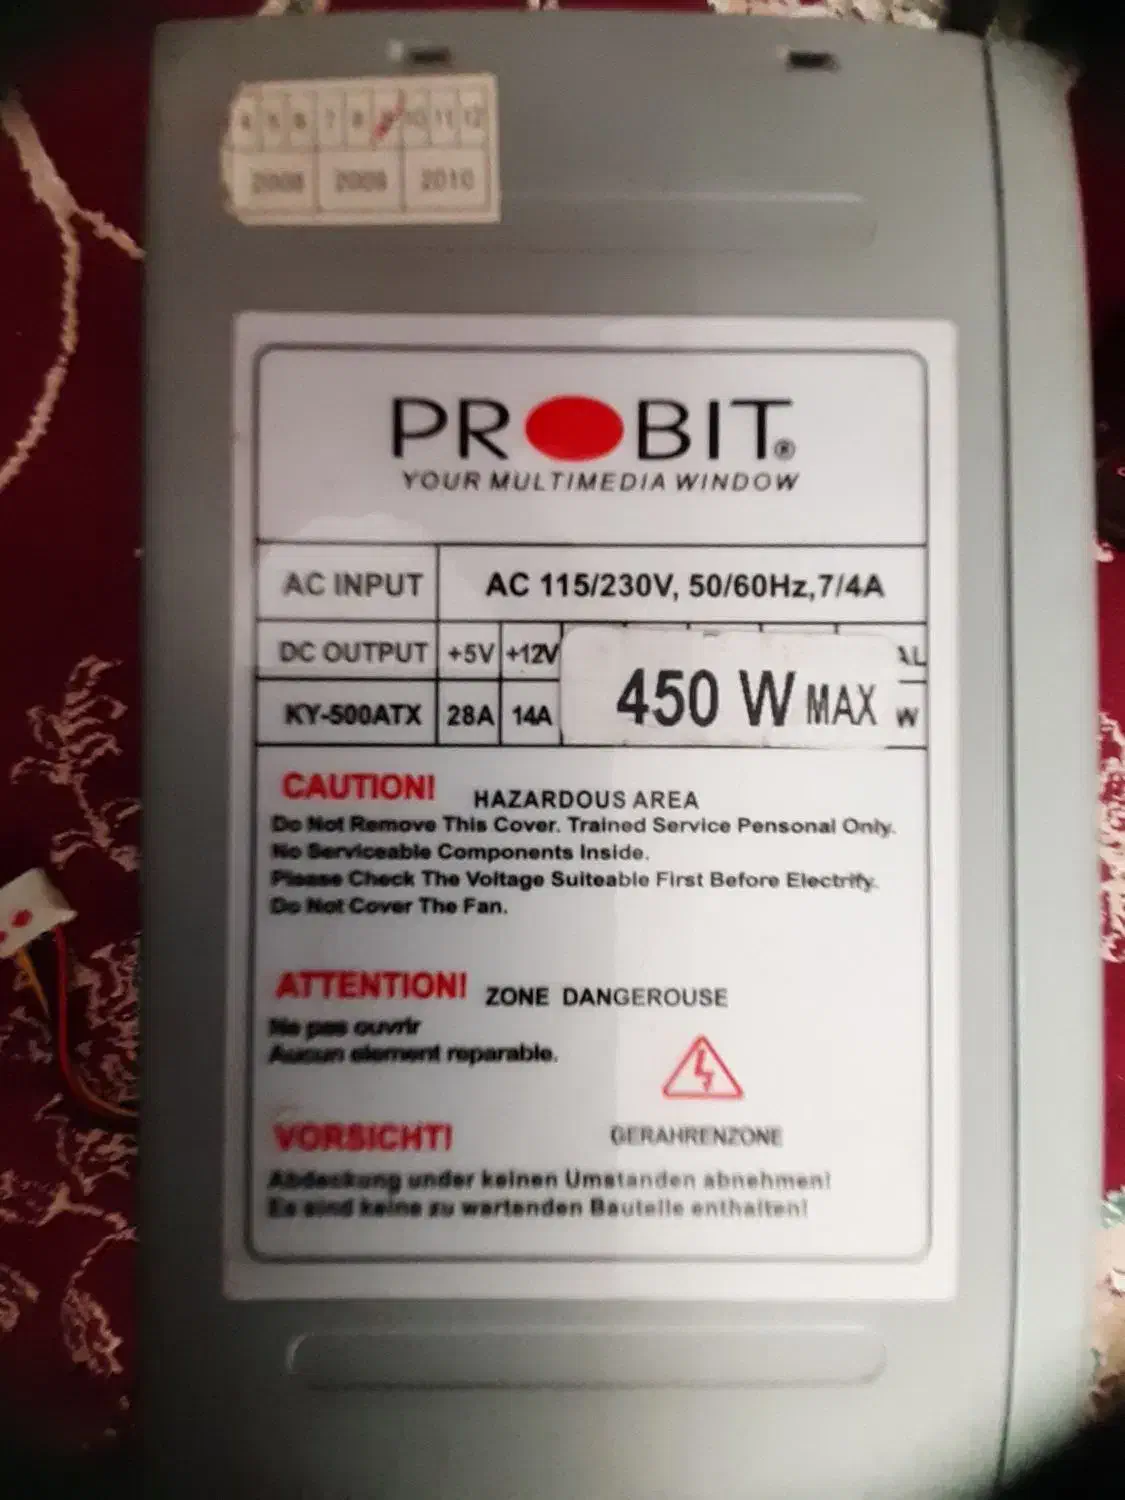 4 5 6 7 8 9 10 11 12
2008 2009 2010
PROBIT®
YOUR MULTIMEDIA WINDOW
AC INPUT AC 115/230V, 50/60Hz,7/4A
DC OUTPUT +5V +12V AL
KY-500ATX 28A 14A 450 W MAX W
CAUTION! HAZARDOUS AREA
Do Not Remove This Cover. Trained Service Pensonal Only.
No Serviceable Components Inside.
Please Check The Voltage Suiteable First Before Electrify.
Do Not Cover The Fan.
ATTENTION! ZONE DANGEROUSE
Ne pas ouvrir
Aucun element reparable.
VORSICHT! GERAHRENZONE
Abdeckung under keinen Umstanden abnehmen!
Es sind keine zu wartenden Bauteile enthalten!